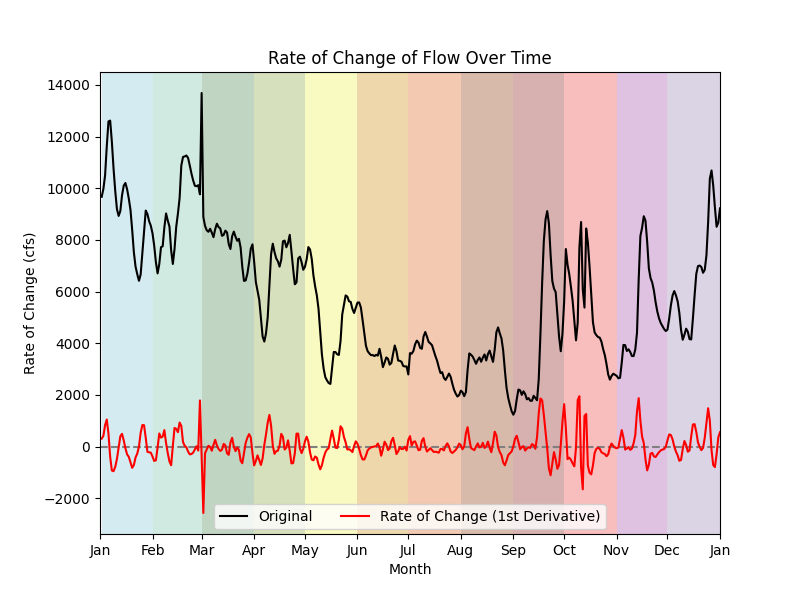 Rate of Change of Flow Over Time
Rate of Change (cfs)
14000
12000
10000
8000
6000
4000
2000
0
−2000
Original
Rate of Change (1st Derivative)
Jan Feb Mar Apr May Jun Jul Aug Sep Oct Nov Dec Jan
Month